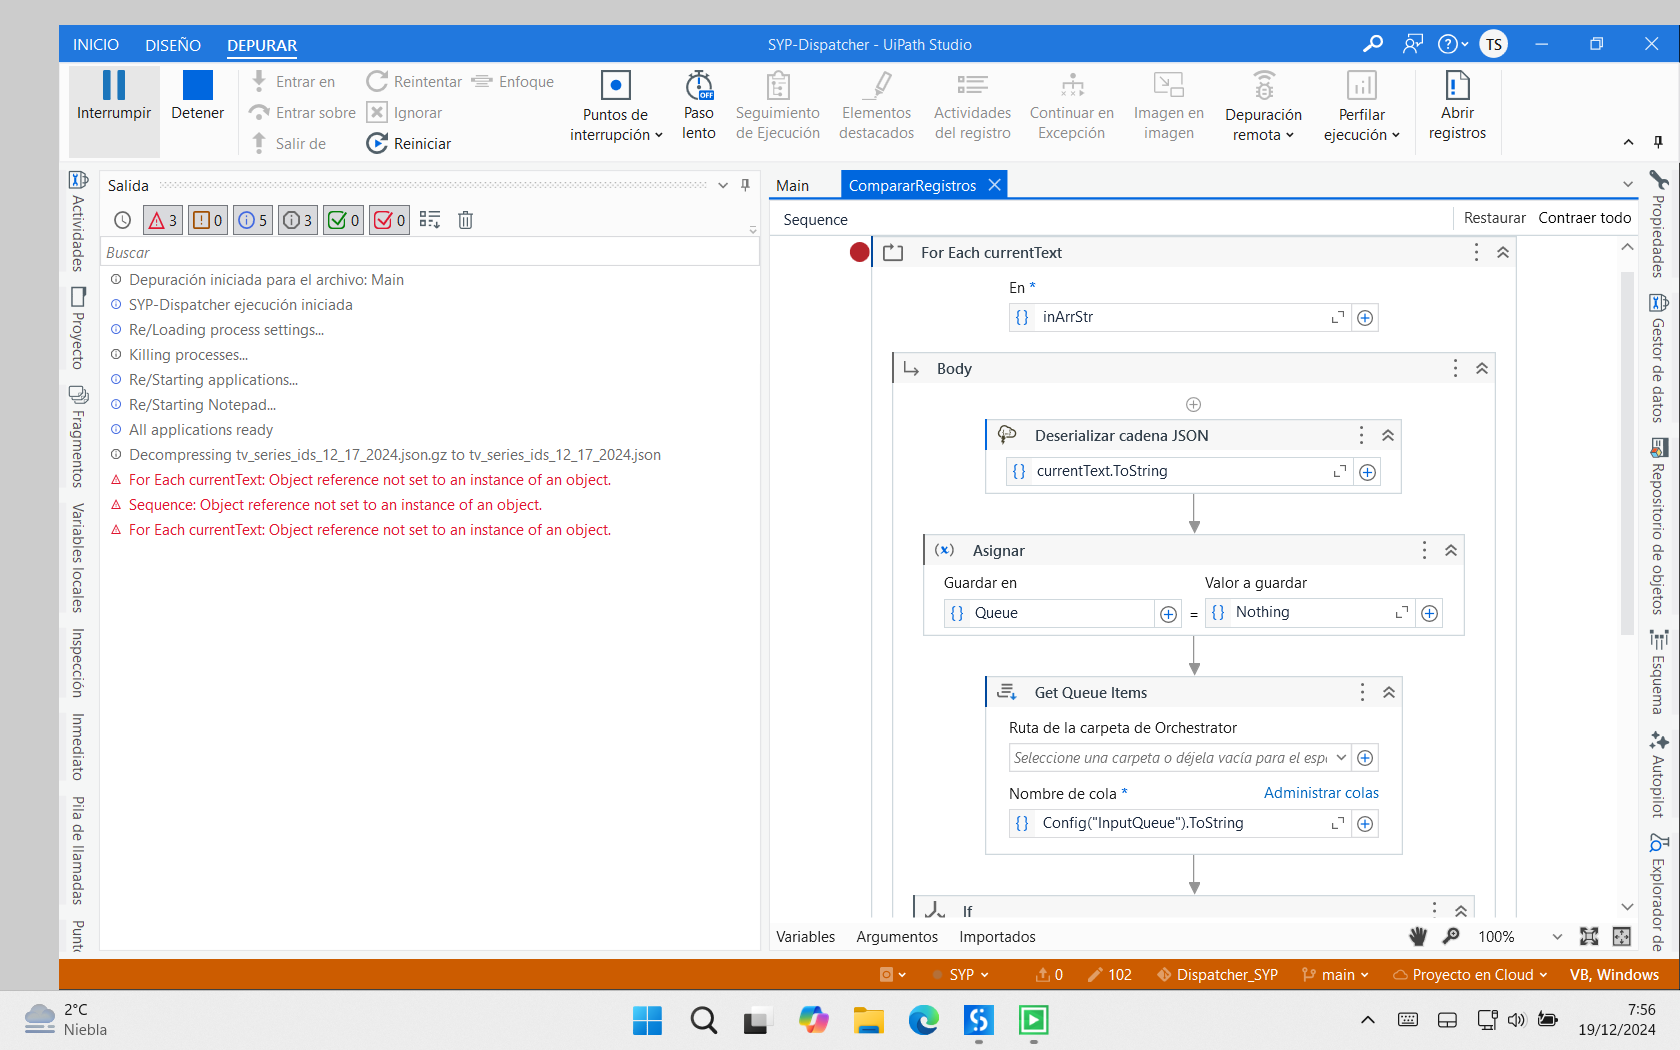 INICIO DISEÑO DEPURAR
SYP-Dispatcher - UiPath Studio
TS
Interrumpir
Detener
Entrar en
Entrar sobre
Salir de
Reintentar
Ignorar
Reiniciar
Enfoque
Puntos de
interrupción
OFF
Paso
lento
Seguimiento
de Ejecución
Elementos
destacados
Actividades
del registro
Continuar en
Excepción
Imagen en
imagen
Depuración
remota
Perfilar
ejecución
Abrir
registros
Actividades
Proyecto
Fragmentos
Variables locales
Inspección
Inmediato
Pila de llamadas
Salida
3 0 5 3 0 0
Buscar
Depuración iniciada para el archivo: Main
SYP-Dispatcher ejecución iniciada
Re/Loading process settings...
Killing processes...
Re/Starting applications...
Re/Starting Notepad...
All applications ready
Decompressing tv_series_ids_12_17_2024.json.gz to tv_series_ids_12_17_2024.json
For Each currentText: Object reference not set to an instance of an object.
Sequence: Object reference not set to an instance of an object.
For Each currentText: Object reference not set to an instance of an object.
Main CompararRegistros
Sequence
Restaurar Contraer todo
For Each currentText
En *
{} inArrStr
Body
Deserializar cadena JSON
{} currentText.ToString
(x) Asignar
Guardar en Valor a guardar
{} Queue = {} Nothing
Get Queue Items
Ruta de la carpeta de Orchestrator
Seleccione una carpeta o déjela vacía para el esp
Nombre de cola * Administrar colas
{} Config("InputQueue").ToString
If
Variables Argumentos Importados
100%
Propiedades
Gestor de datos
Repositorio de objetos
Esquema
Autopilot
Explorador de
SYP 0 102 Dispatcher_SYP main Proyecto en Cloud VB, Windows
2°C
Niebla
7:56
19/12/2024